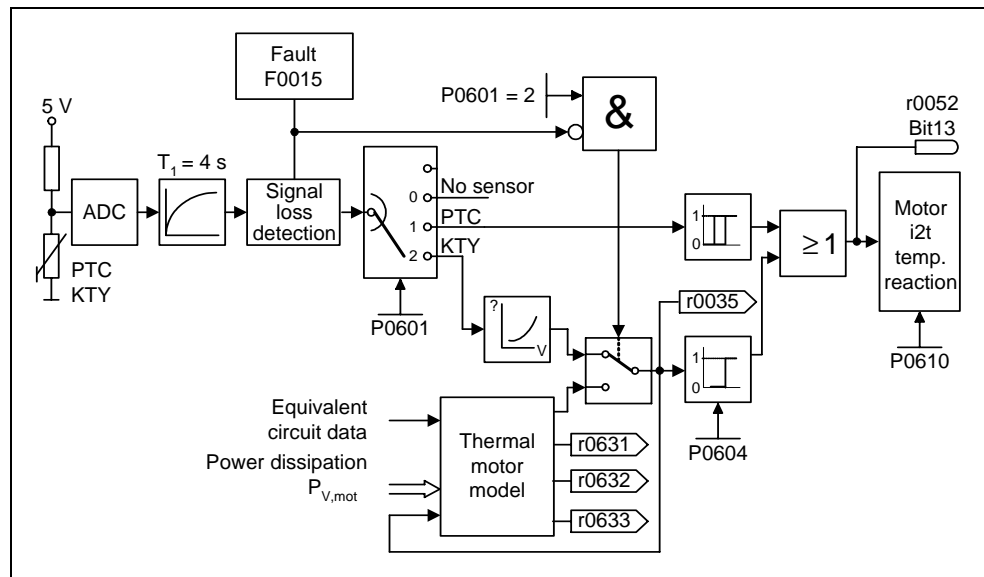 Fault
F0015
P0601 = 2
&
r0052
Bit13
5 V
T1 = 4 s
ADC
Signal
loss
detection
No sensor
0
1
PTC
2
KTY
P0601
PTC
KTY
1
0
≥ 1
Motor
i2t
temp.
reaction
P0610
r0035
?
V
1
0
P0604
Equivalent
circuit data
Power dissipation
PV,mot
Thermal
motor
model
r0631
r0632
r0633